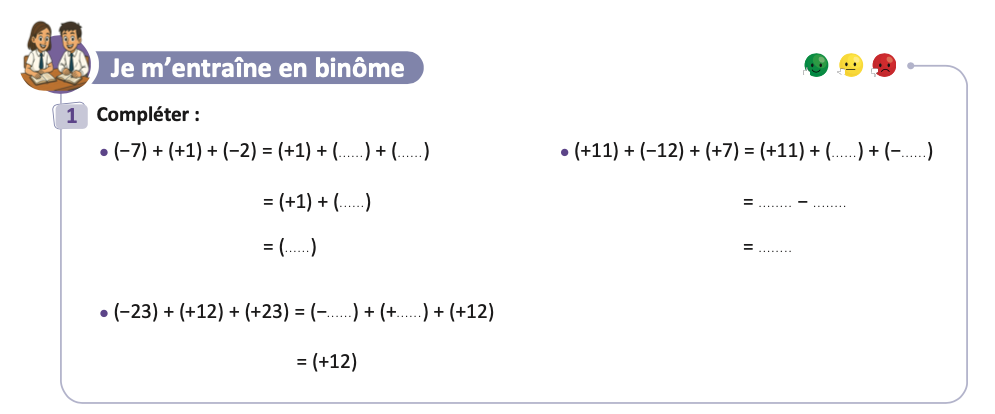 Je m’entraîne en binôme
1 Compléter :
• (−7) + (+1) + (−2) = (+1) + (......) + (......)
= (+1) + (......)
= (......)
• (+11) + (−12) + (+7) = (+11) + (......) + (−......)
= ........ − ........
= ........
• (−23) + (+12) + (+23) = (−......) + (+......) + (+12)
= (+12)